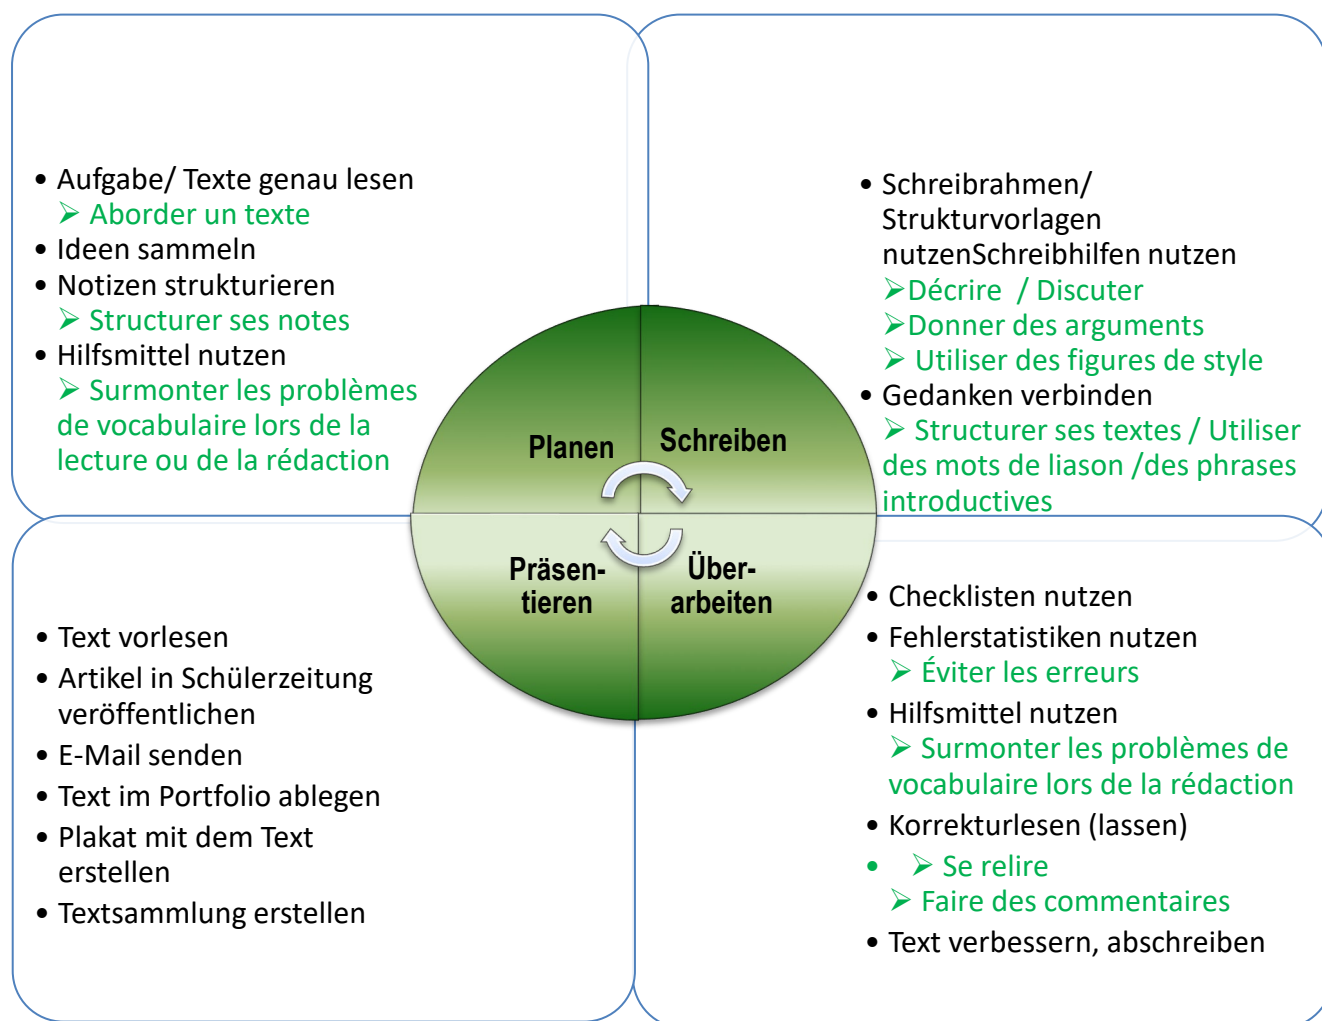 • Aufgabe/ Texte genau lesen
➢ Aborder un texte
• Ideen sammeln
• Notizen strukturieren
➢ Structurer ses notes
• Hilfsmittel nutzen
➢ Surmonter les problèmes
de vocabulaire lors de la
lecture ou de la rédaction
• Schreibrahmen/
Strukturvorlagen
nutzenSchreibhilfen nutzen
➢Décrire / Discuter
➢Donner des arguments
➢ Utiliser des figures de style
• Gedanken verbinden
➢ Structurer ses textes / Utiliser
des mots de liason /des phrases
introductives
Planen
Schreiben
Präsen-
tieren
Über-
arbeiten
• Text vorlesen
• Artikel in Schülerzeitung
veröffentlichen
• E-Mail senden
• Text im Portfolio ablegen
• Plakat mit dem Text
erstellen
• Textsammlung erstellen
• Checklisten nutzen
• Fehlerstatistiken nutzen
➢ Éviter les erreurs
• Hilfsmittel nutzen
➢ Surmonter les problèmes de
vocabulaire lors de la rédaction
• Korrekturlesen (lassen)
• ➢ Se relire
➢ Faire des commentaires
• Text verbessern, abschreiben